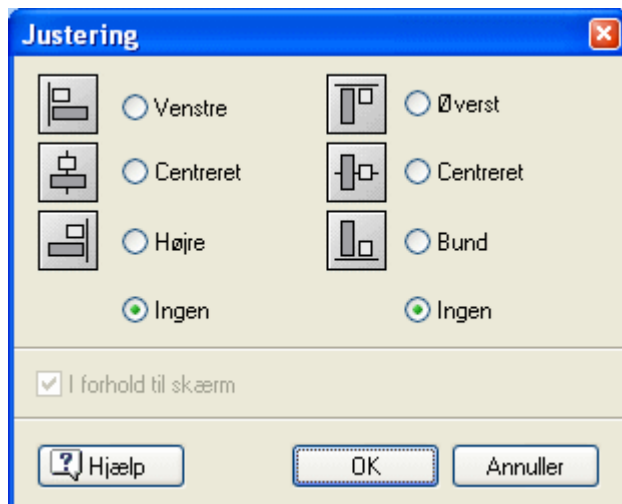 Justering
Venstre
Øverst
Centreret
Centreret
Højre
Bund
Ingen
Ingen
I forhold til skærm
Hjælp
OK
Annuller